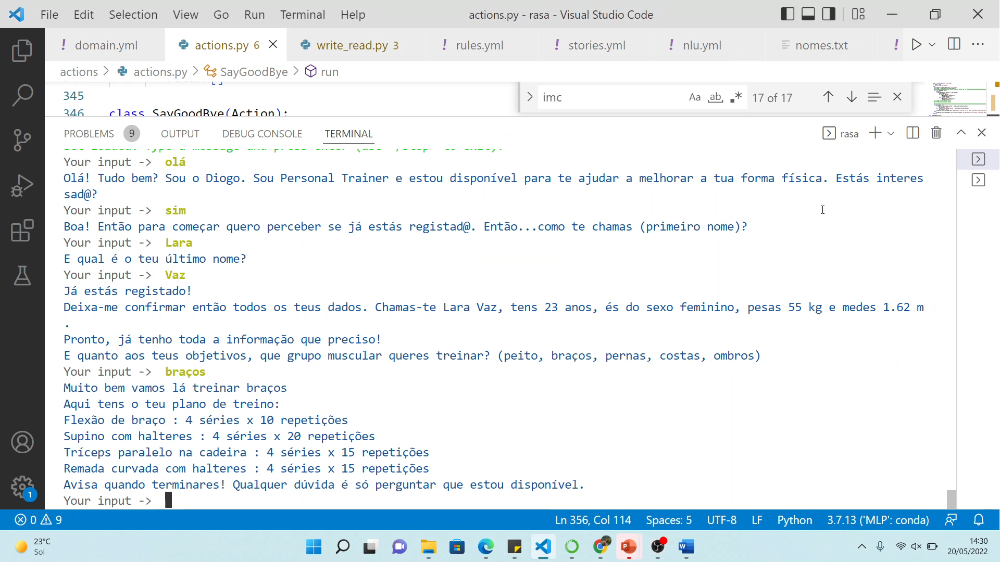 File Edit Selection View Go Run Terminal Help
actions.py - rasa - Visual Studio Code
! domain.yml
actions.py 6
write_read.py 3
! rules.yml
! stories.yml
! nlu.yml
nomes.txt
!
actions > actions.py > SayGoodBye > run
345
346 class SayGoodBye(Action):
imc
Aa ab
17 of 17
PROBLEMS 9 OUTPUT DEBUG CONSOLE TERMINAL
rasa
Bot loaded. Type a message and press enter (use '/stop' to exit):
Your input -> olá
Olá! Tudo bem? Sou o Diogo. Sou Personal Trainer e estou disponível para te ajudar a melhorar a tua forma física. Estás interes
sad@?
Your input -> sim
Boa! Então para começar quero perceber se já estás registad@. Então...como te chamas (primeiro nome)?
Your input -> Lara
E qual é o teu último nome?
Your input -> Vaz
Já estás registado!
Deixa-me confirmar então todos os teus dados. Chamas-te Lara Vaz, tens 23 anos, és do sexo feminino, pesas 55 kg e medes 1.62 m
.
Pronto, já tenho toda a informação que preciso!
E quanto aos teus objetivos, que grupo muscular queres treinar? (peito, braços, pernas, costas, ombros)
Your input -> braços
Muito bem vamos lá treinar braços
Aqui tens o teu plano de treino:
Flexão de braço : 4 séries x 10 repetições
Supino com halteres : 4 séries x 20 repetições
Tríceps paralelo na cadeira : 4 séries x 15 repetições
Remada curvada com halteres : 4 séries x 15 repetições
Avisa quando terminares! Qualquer dúvida é só perguntar que estou disponível.
Your input ->
1
0 9
Ln 356, Col 114 Spaces: 5 UTF-8 LF Python 3.7.13 ('MLP': conda)
23°C
Sol
14:30
20/05/2022